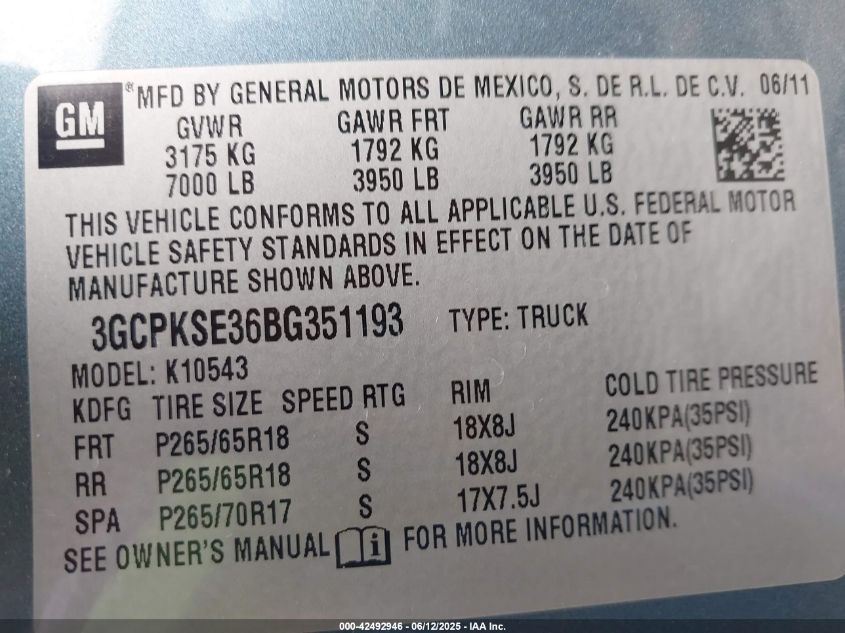 GM
®MFD BY GENERAL MOTORS DE MEXICO, S. DE R.L. DE C.V. 06/11
GVWR GAWR FRT GAWR RR
3175 KG 1792 KG 1792 KG
7000 LB 3950 LB 3950 LB
THIS VEHICLE CONFORMS TO ALL APPLICABLE U.S. FEDERAL MOTOR
VEHICLE SAFETY STANDARDS IN EFFECT ON THE DATE OF
MANUFACTURE SHOWN ABOVE.
3GCPKSE36BG351193 TYPE: TRUCK
MODEL: K10543
KDFG TIRE SIZE SPEED RTG RIM COLD TIRE PRESSURE
FRT P265/65R18 S 18X8J 240KPA(35PSI)
RR P265/65R18 S 18X8J 240KPA(35PSI)
SPA P265/70R17 S 17X7.5J 240KPA(35PSI)
SEE OWNER'S MANUAL i FOR MORE INFORMATION.
000-42492946 - 06/12/2025 - IAA Inc.